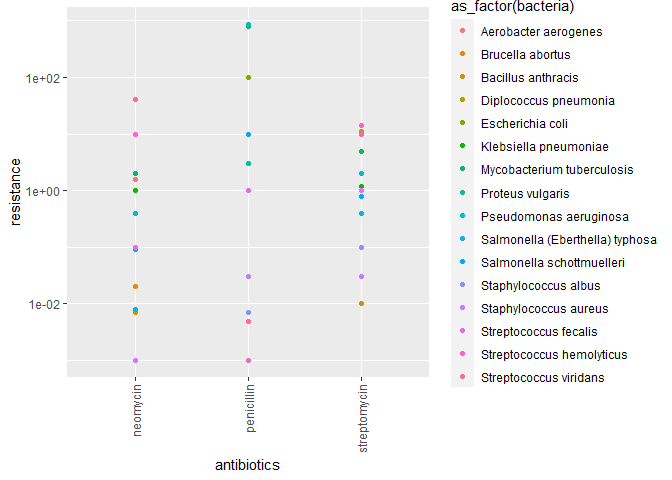 as_factor(bacteria)
1e+02
1e+00
1e-02
resistance
neomycin
penicillin
streptomycin
antibiotics
Aerobacter aerogenes
Brucella abortus
Bacillus anthracis
Diplococcus pneumonia
Escherichia coli
Klebsiella pneumoniae
Mycobacterium tuberculosis
Proteus vulgaris
Pseudomonas aeruginosa
Salmonella (Eberthella) typhosa
Salmonella schottmuelleri
Staphylococcus albus
Staphylococcus aureus
Streptococcus fecalis
Streptococcus hemolyticus
Streptococcus viridans